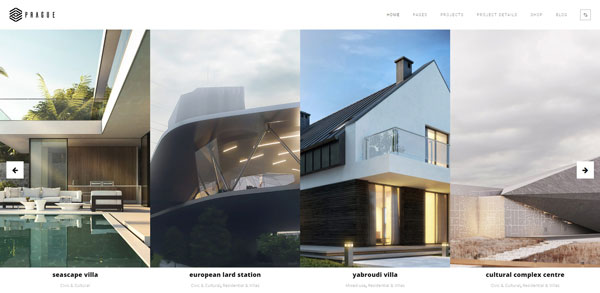 PRAGUE
HOME PAGES PROJECTS PROJECT DETAILS SHOP BLOG
seascape villa
european lard station
yabroudi villa
cultural complex centre
Civic & Cultural
Civic & Cultural, Residential & Villas
Mixed use, Residential & Villas
Civic & Cultural, Residential & Villas